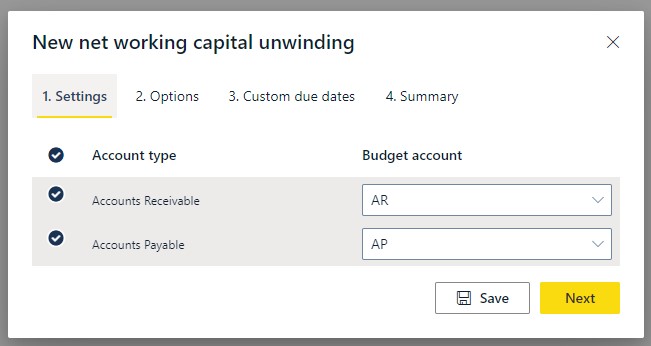 New net working capital unwinding
1. Settings 2. Options 3. Custom due dates 4. Summary
Account type Budget account
Accounts Receivable AR
Accounts Payable AP
Save Next